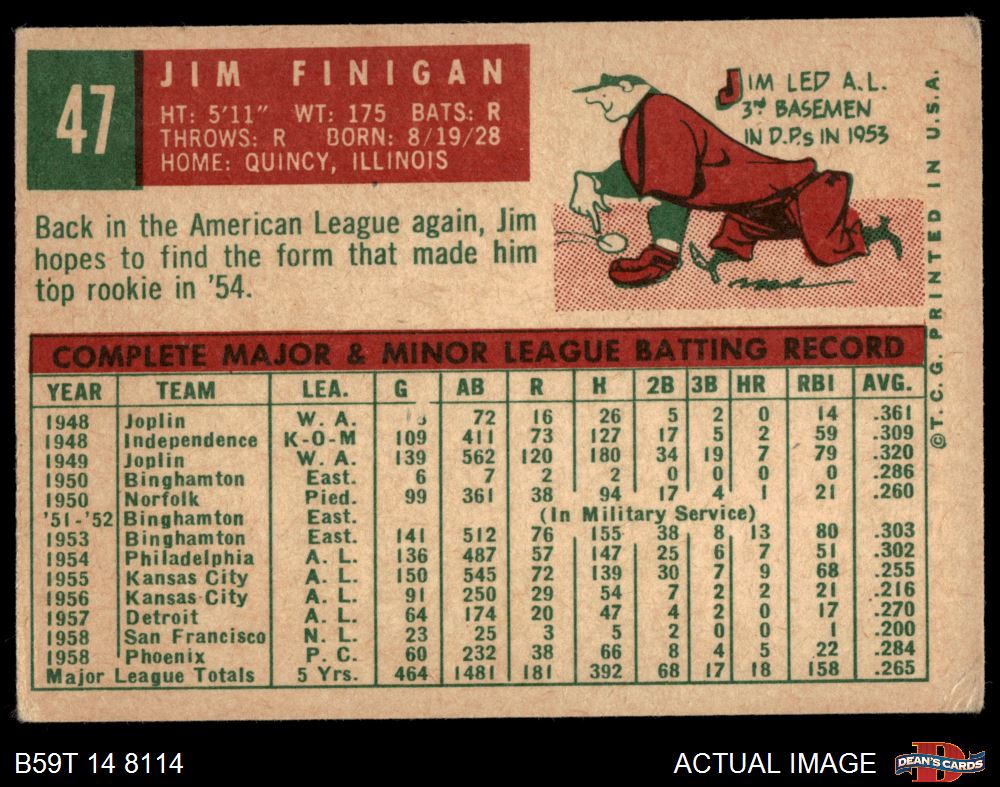 47
JIM FINIGAN
HT: 5'11" WT: 175 BATS: R
THROWS: R BORN: 8/19/28
HOME: QUINCY, ILLINOIS
JIM LED A.L.
3RD BASEMEN
IN D.P.s IN 1953
Back in the American League again, Jim
hopes to find the form that made him
top rookie in '54.
©T.C.G. PRINTED IN U.S.A.
COMPLETE MAJOR & MINOR LEAGUE BATTING RECORD
YEAR TEAM LEA. G AB R H 2B 3B HR RBI AVG.
1948 Joplin W. A. 72 16 26 5 2 0 14 .361
1948 Independence K-O-M 109 411 73 127 17 5 2 59 .309
1949 Joplin W. A. 139 562 120 180 34 19 7 79 .320
1950 Binghamton East. 6 7 2 2 0 0 0 0 .286
1950 Norfolk Pied. 99 361 38 94 17 4 1 21 .260
'51-'52 Binghamton East. (In Military Service)
1953 Binghamton East. 141 512 76 155 38 8 13 80 .303
1954 Philadelphia A. L. 136 487 57 147 25 6 7 51 .302
1955 Kansas City A. L. 150 545 72 139 30 7 9 68 .255
1956 Kansas City A. L. 91 250 29 54 7 2 2 21 .216
1957 Detroit A. L. 64 174 20 47 4 2 0 17 .270
1958 San Francisco N. L. 23 25 3 5 2 0 0 1 .200
1958 Phoenix P. C. 60 232 38 66 8 4 5 22 .284
Major League Totals 5 Yrs. 464 1481 181 392 68 17 18 158 .265
B59T 14 8114
ACTUAL IMAGE
DEAN'S CARDS